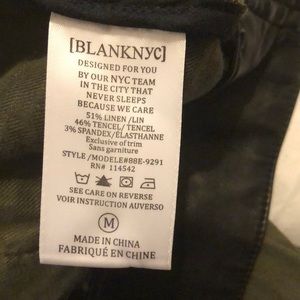 [BLANKNYC]
DESIGNED FOR YOU
BY OUR NYC TEAM
IN THE CITY THAT
NEVER SLEEPS
BECAUSE WE CARE
51% LINEN /LIN
46% TENCEL/ TENCEL
3% SPANDEX/ÉLASTHANNE
Exclusive of trim
Sans garniture
STYLE /MODELE#88E-9291
RN# 114542
SEE CARE ON REVERSE
VOIR INSTRUCTION AUVERSO
M
MADE IN CHINA
FABRIQUÉ EN CHINE